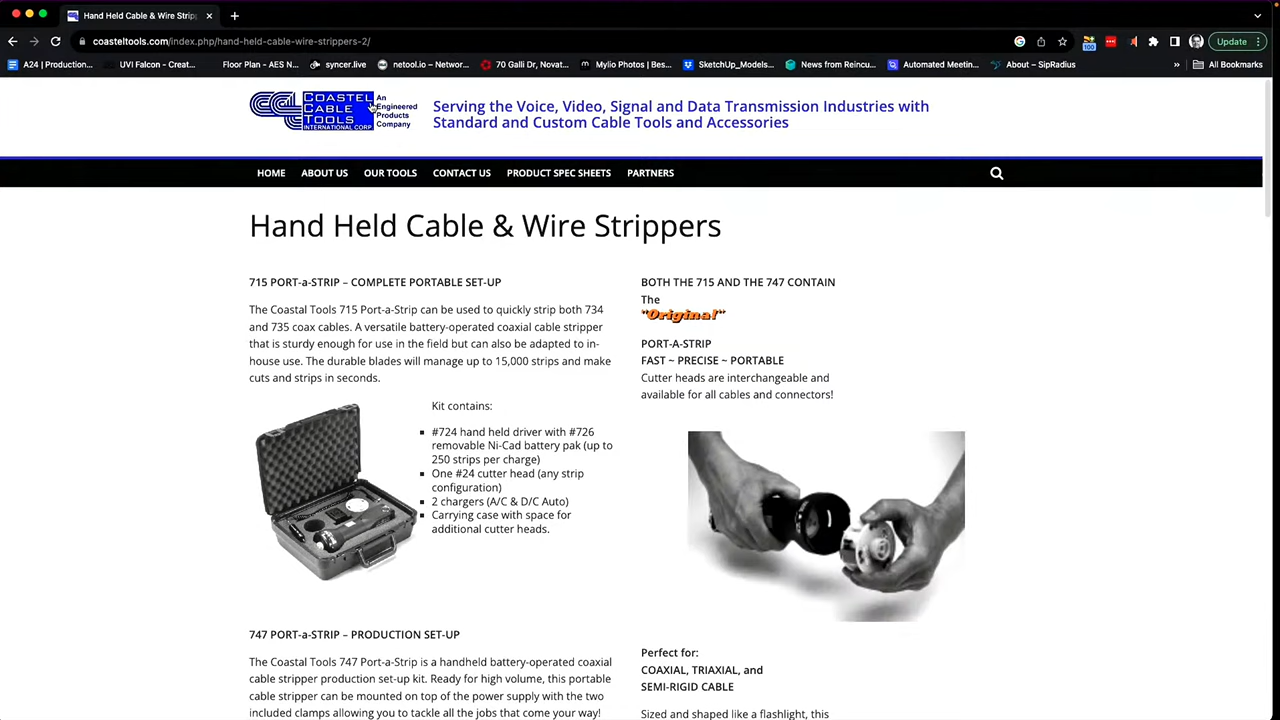 Hand Held Cable & Wire Strip
coasteltools.com/index.php/hand-held-cable-wire-strippers-2/
100
Update
A24 | Production...
UVI Falcon – Creat...
Floor Plan – AES N...
syncer.live
netool.io – Networ...
70 Galli Dr, Novat...
Mylio Photos | Bes...
SketchUp_Models...
News from Reincu...
Automated Meetin...
About – SipRadius
»
All Bookmarks
COASTEL
CABLE
TOOLS
INTERNATIONAL CORP
An
Engineered
Products
Company
Serving the Voice, Video, Signal and Data Transmission Industries with
Standard and Custom Cable Tools and Accessories
HOME
ABOUT US
OUR TOOLS
CONTACT US
PRODUCT SPEC SHEETS
PARTNERS
Hand Held Cable & Wire Strippers
715 PORT-a-STRIP – COMPLETE PORTABLE SET-UP
The Coastal Tools 715 Port-a-Strip can be used to quickly strip both 734
and 735 coax cables. A versatile battery-operated coaxial cable stripper
that is sturdy enough for use in the field but can also be adapted to in-
house use. The durable blades will manage up to 15,000 strips and make
cuts and strips in seconds.
Kit contains:
#724 hand held driver with #726
removable Ni-Cad battery pak (up to
250 strips per charge)
One #24 cutter head (any strip
configuration)
2 chargers (A/C & D/C Auto)
Carrying case with space for
additional cutter heads.
747 PORT-a-STRIP – PRODUCTION SET-UP
The Coastal Tools 747 Port-a-Strip is a handheld battery-operated coaxial
cable stripper production set-up kit. Ready for high volume, this portable
cable stripper can be mounted on top of the power supply with the two
included clamps allowing you to tackle all the jobs that come your way!
BOTH THE 715 AND THE 747 CONTAIN
The
"Original"
PORT-A-STRIP
FAST ~ PRECISE ~ PORTABLE
Cutter heads are interchangeable and
available for all cables and connectors!
Perfect for:
COAXIAL, TRIAXIAL, and
SEMI-RIGID CABLE
Sized and shaped like a flashlight, this